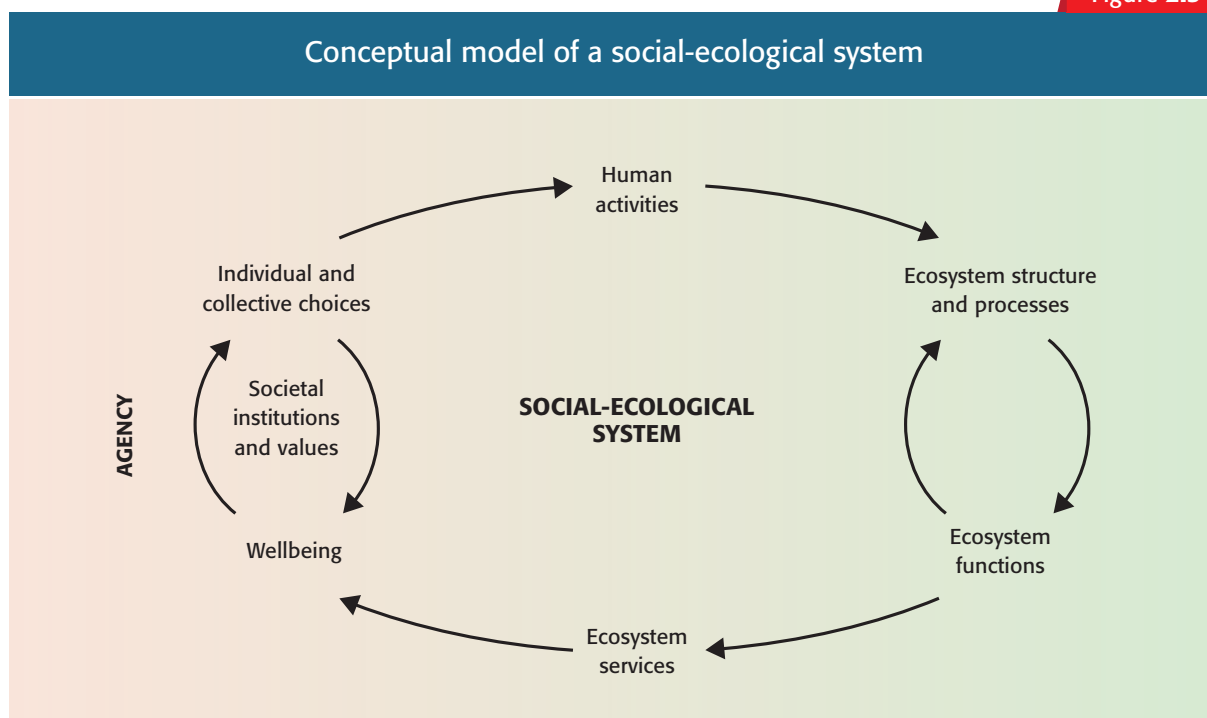 Conceptual model of a social-ecological system
Human
activities
Individual and
collective choices
Ecosystem structure
and processes
Societal
institutions
and values
AGENCY
SOCIAL-ECOLOGICAL
SYSTEM
Wellbeing
Ecosystem
functions
Ecosystem
services